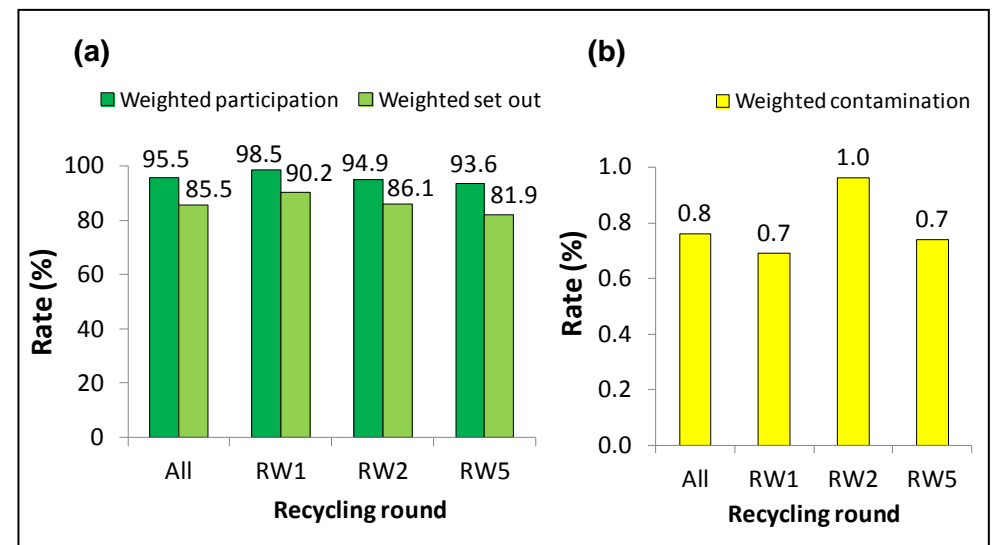 (a)
Weighted participation Weighted set out
95.5 85.5 98.5 90.2 94.9 86.1 93.6 81.9
100
80
60
40
20
0
Rate (%)
All RW1 RW2 RW5
Recycling round
(b)
Weighted contamination
0.8 0.7 1.0 0.7
1.0
0.8
0.6
0.4
0.2
0.0
Rate (%)
All RW1 RW2 RW5
Recycling round